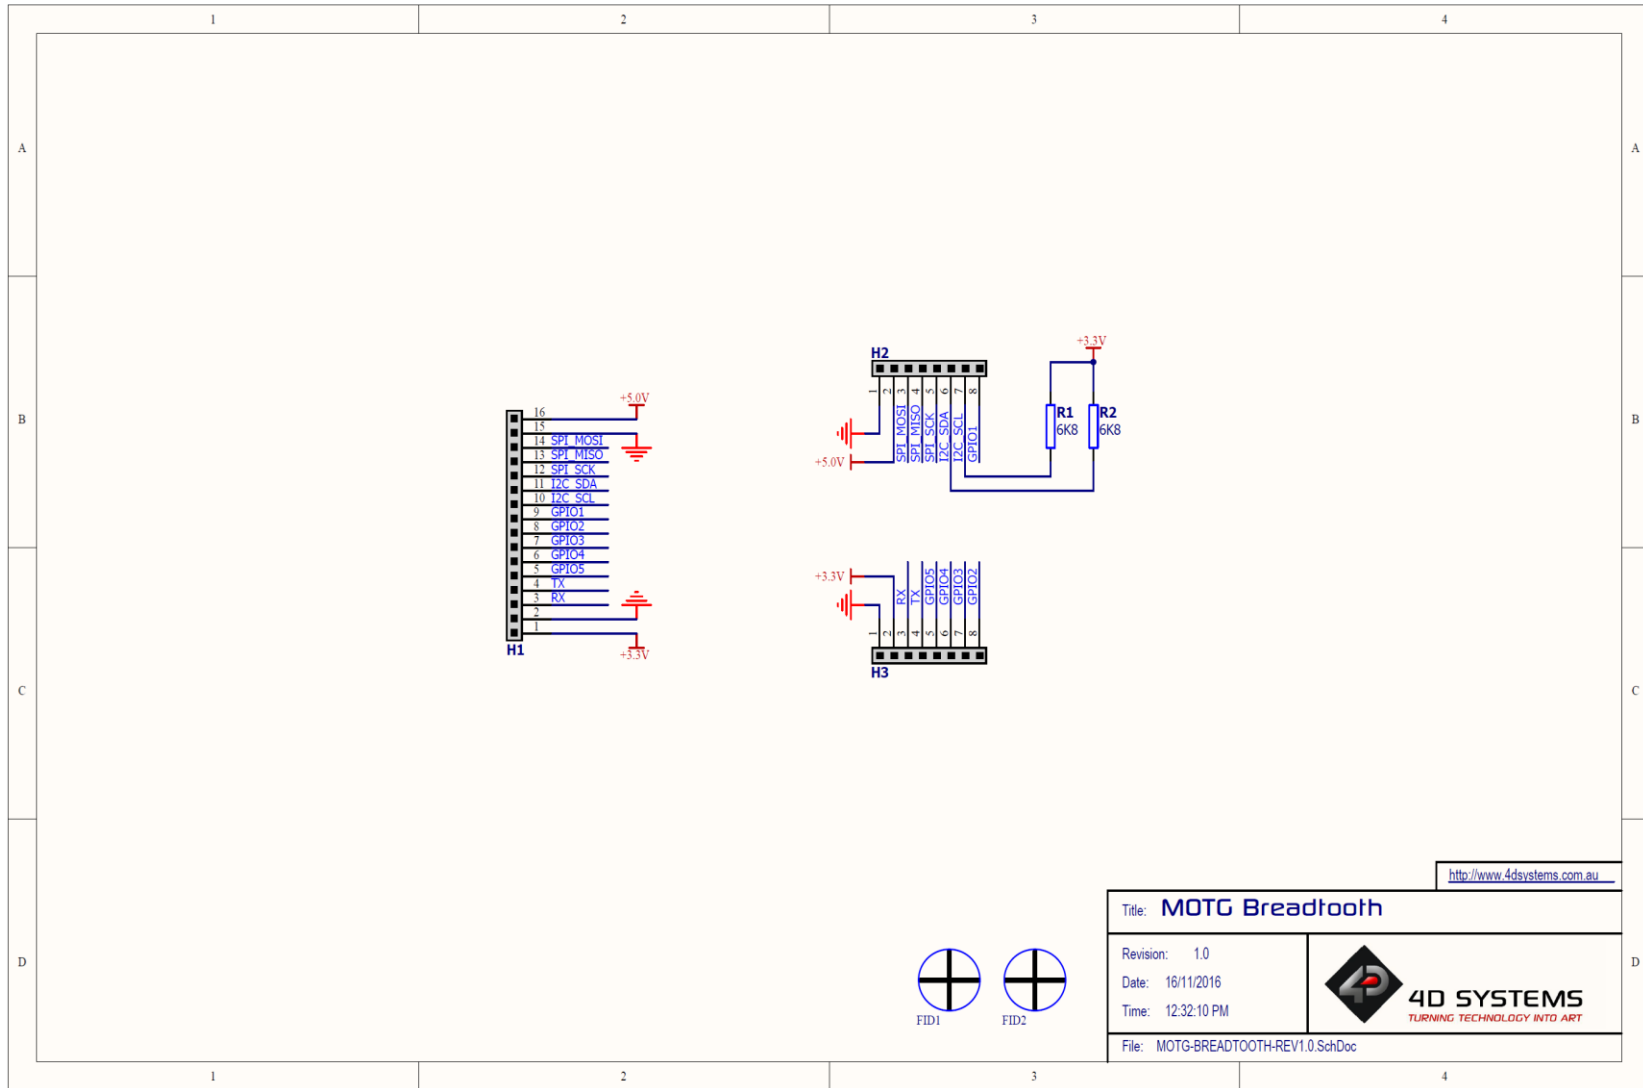 1 2 3 4
A A
B B
C C
D D
+5.0V
16
15
14 SPI_MOSI
13 SPI_MISO
12 SPI_SCK
11 I2C_SDA
10 I2C_SCL
9 GPIO1
8 GPIO2
7 GPIO3
6 GPIO4
5 GPIO5
4 TX
3 RX
2
1
+3.3V
H1
H2
1 2 3 4 5 6 7 8
SPI_MOSI
SPI_MISO
SPI_SCK
I2C_SDA
I2C_SCL
GPIO1
+5.0V
+3.3V
R1
6K8
R2
6K8
+3.3V
RX
TX
GPIO5
GPIO4
GPIO3
GPIO2
1 2 3 4 5 6 7 8
H3
FID1
FID2
http://www.4dsystems.com.au
Title: MOTG Breadtooth
Revision: 1.0
Date: 16/11/2016
Time: 12:32:10 PM
4D SYSTEMS
TURNING TECHNOLOGY INTO ART
File: MOTG-BREADTOOTH-REV1.0.SchDoc
1 2 3 4